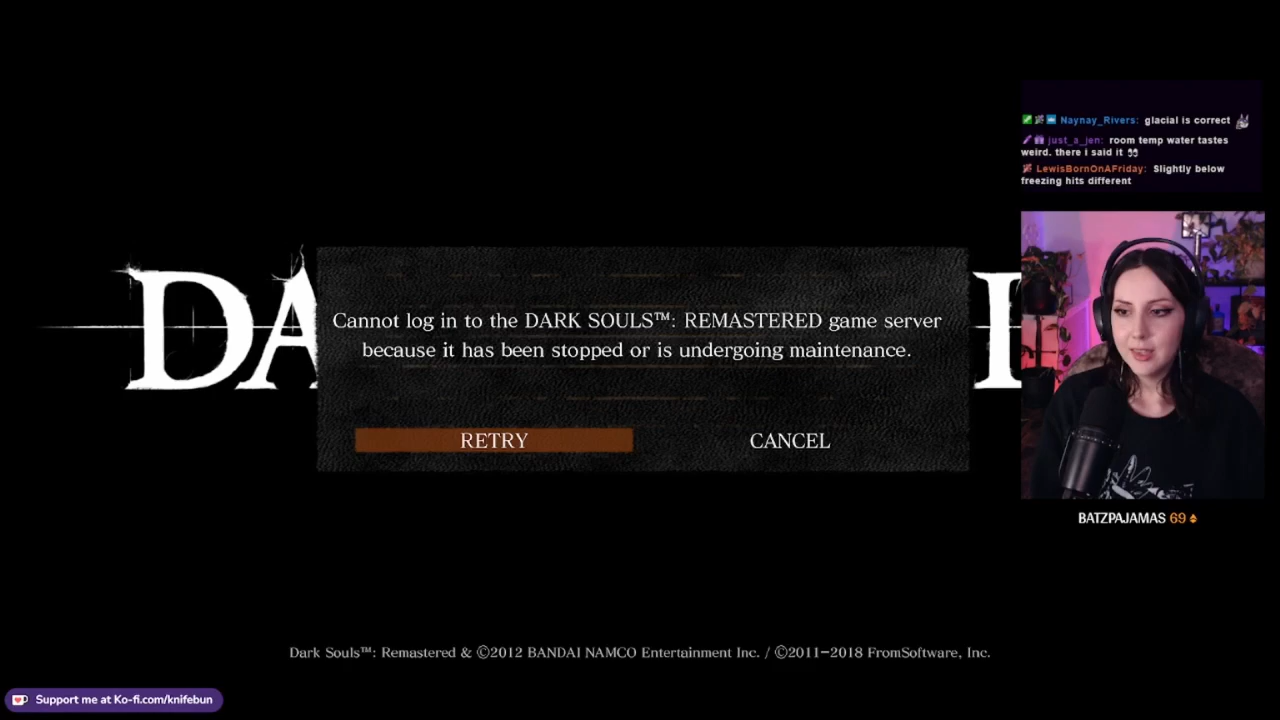 Naynay_Rivers: glacial is correct
just_a_jen: room temp water tastes
weird. there i said it
LewisBornOnAFriday: Slightly below
freezing hits different
DA
Cannot log in to the DARK SOULS™: REMASTERED game server
because it has been stopped or is undergoing maintenance.
RETRY CANCEL
BATZPAJAMAS 69
Dark Souls™: Remastered & ©2012 BANDAI NAMCO Entertainment Inc. / ©2011-2018 FromSoftware, Inc.
Support me at Ko-fi.com/knifebun